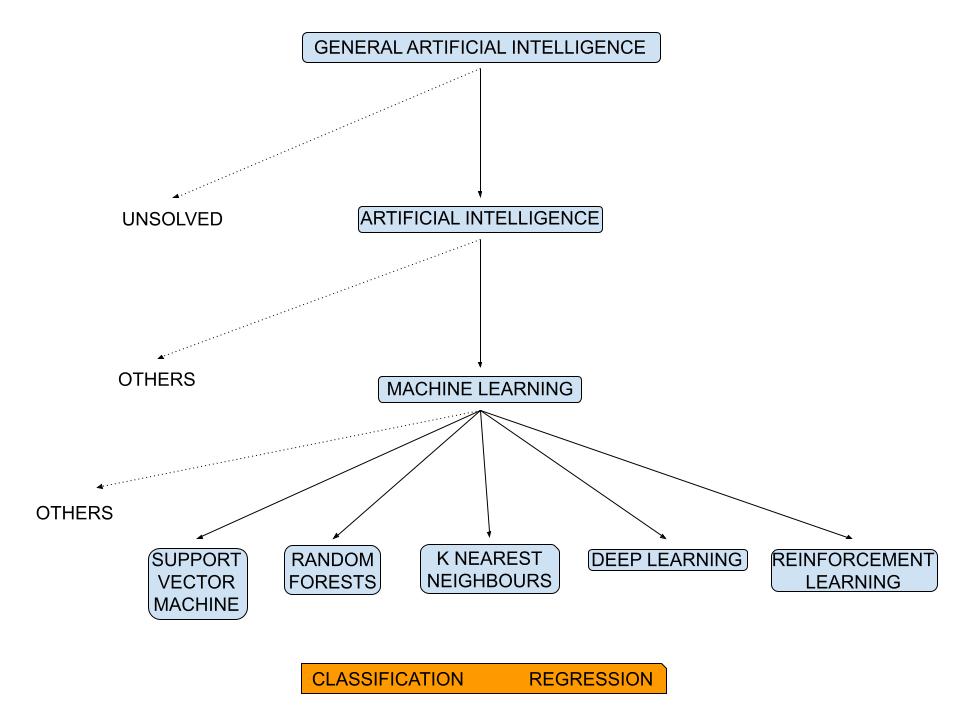 GENERAL ARTIFICIAL INTELLIGENCE
UNSOLVED
ARTIFICIAL INTELLIGENCE
OTHERS
MACHINE LEARNING
OTHERS
SUPPORT
VECTOR
MACHINE
RANDOM
FORESTS
K NEAREST
NEIGHBOURS
DEEP LEARNING
REINFORCEMENT
LEARNING
CLASSIFICATION REGRESSION